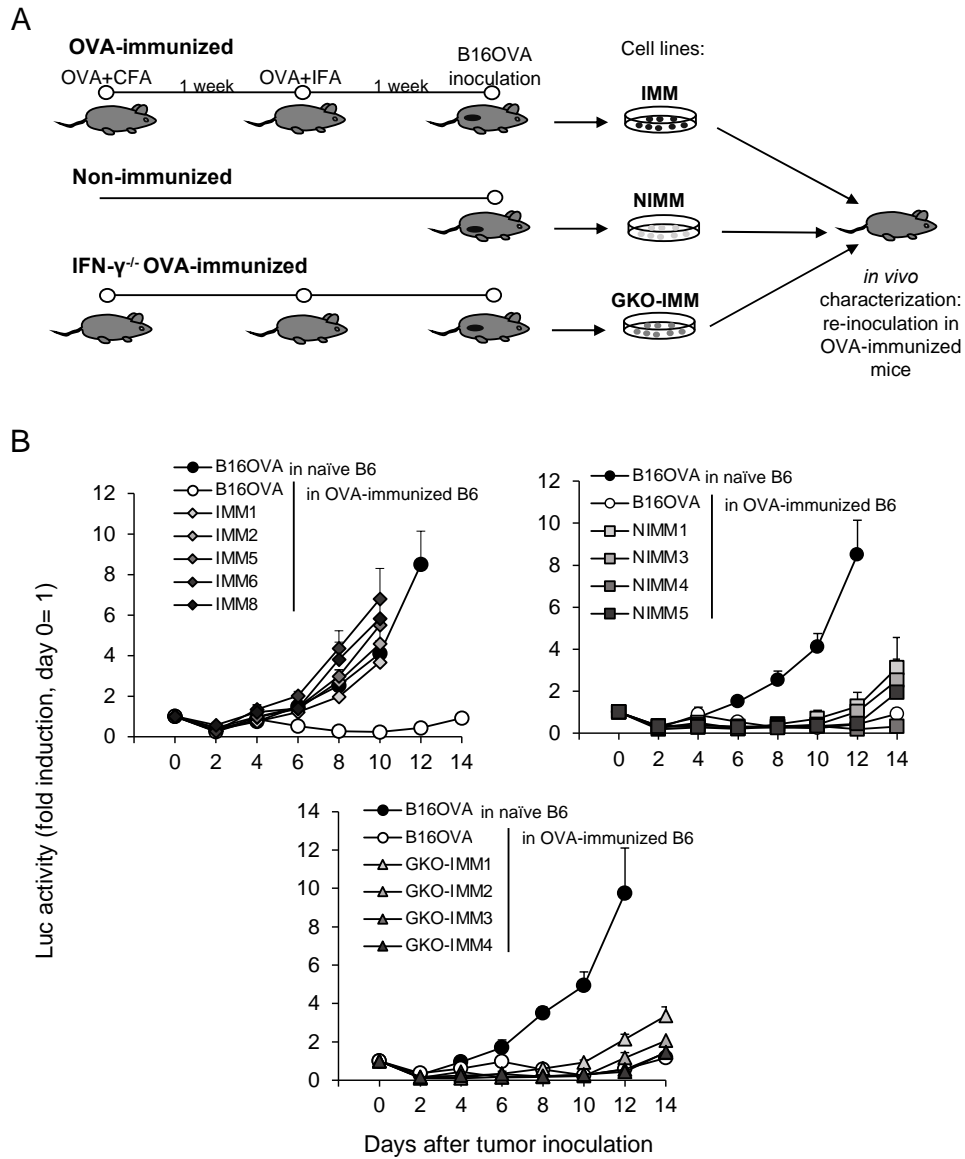 A
OVA-immunized
OVA+CFA
1 week
OVA+IFA
1 week
B16OVA
inoculation
Cell lines:
IMM
Non-immunized
NIMM
IFN-γ-/- OVA-immunized
GKO-IMM
in vivo
characterization:
re-inoculation in
OVA-immunized
mice
B
Luc activity (fold induction, day 0= 1)
B16OVA in naïve B6
B16OVA in OVA-immunized B6
IMM1
IMM2
IMM5
IMM6
IMM8
12
10
8
6
4
2
0
0 2 4 6 8 10 12 14
B16OVA in naïve B6
B16OVA in OVA-immunized B6
NIMM1
NIMM3
NIMM4
NIMM5
12
10
8
6
4
2
0
0 2 4 6 8 10 12 14
B16OVA in naïve B6
B16OVA in OVA-immunized B6
GKO-IMM1
GKO-IMM2
GKO-IMM3
GKO-IMM4
14
12
10
8
6
4
2
0
0 2 4 6 8 10 12 14
Days after tumor inoculation